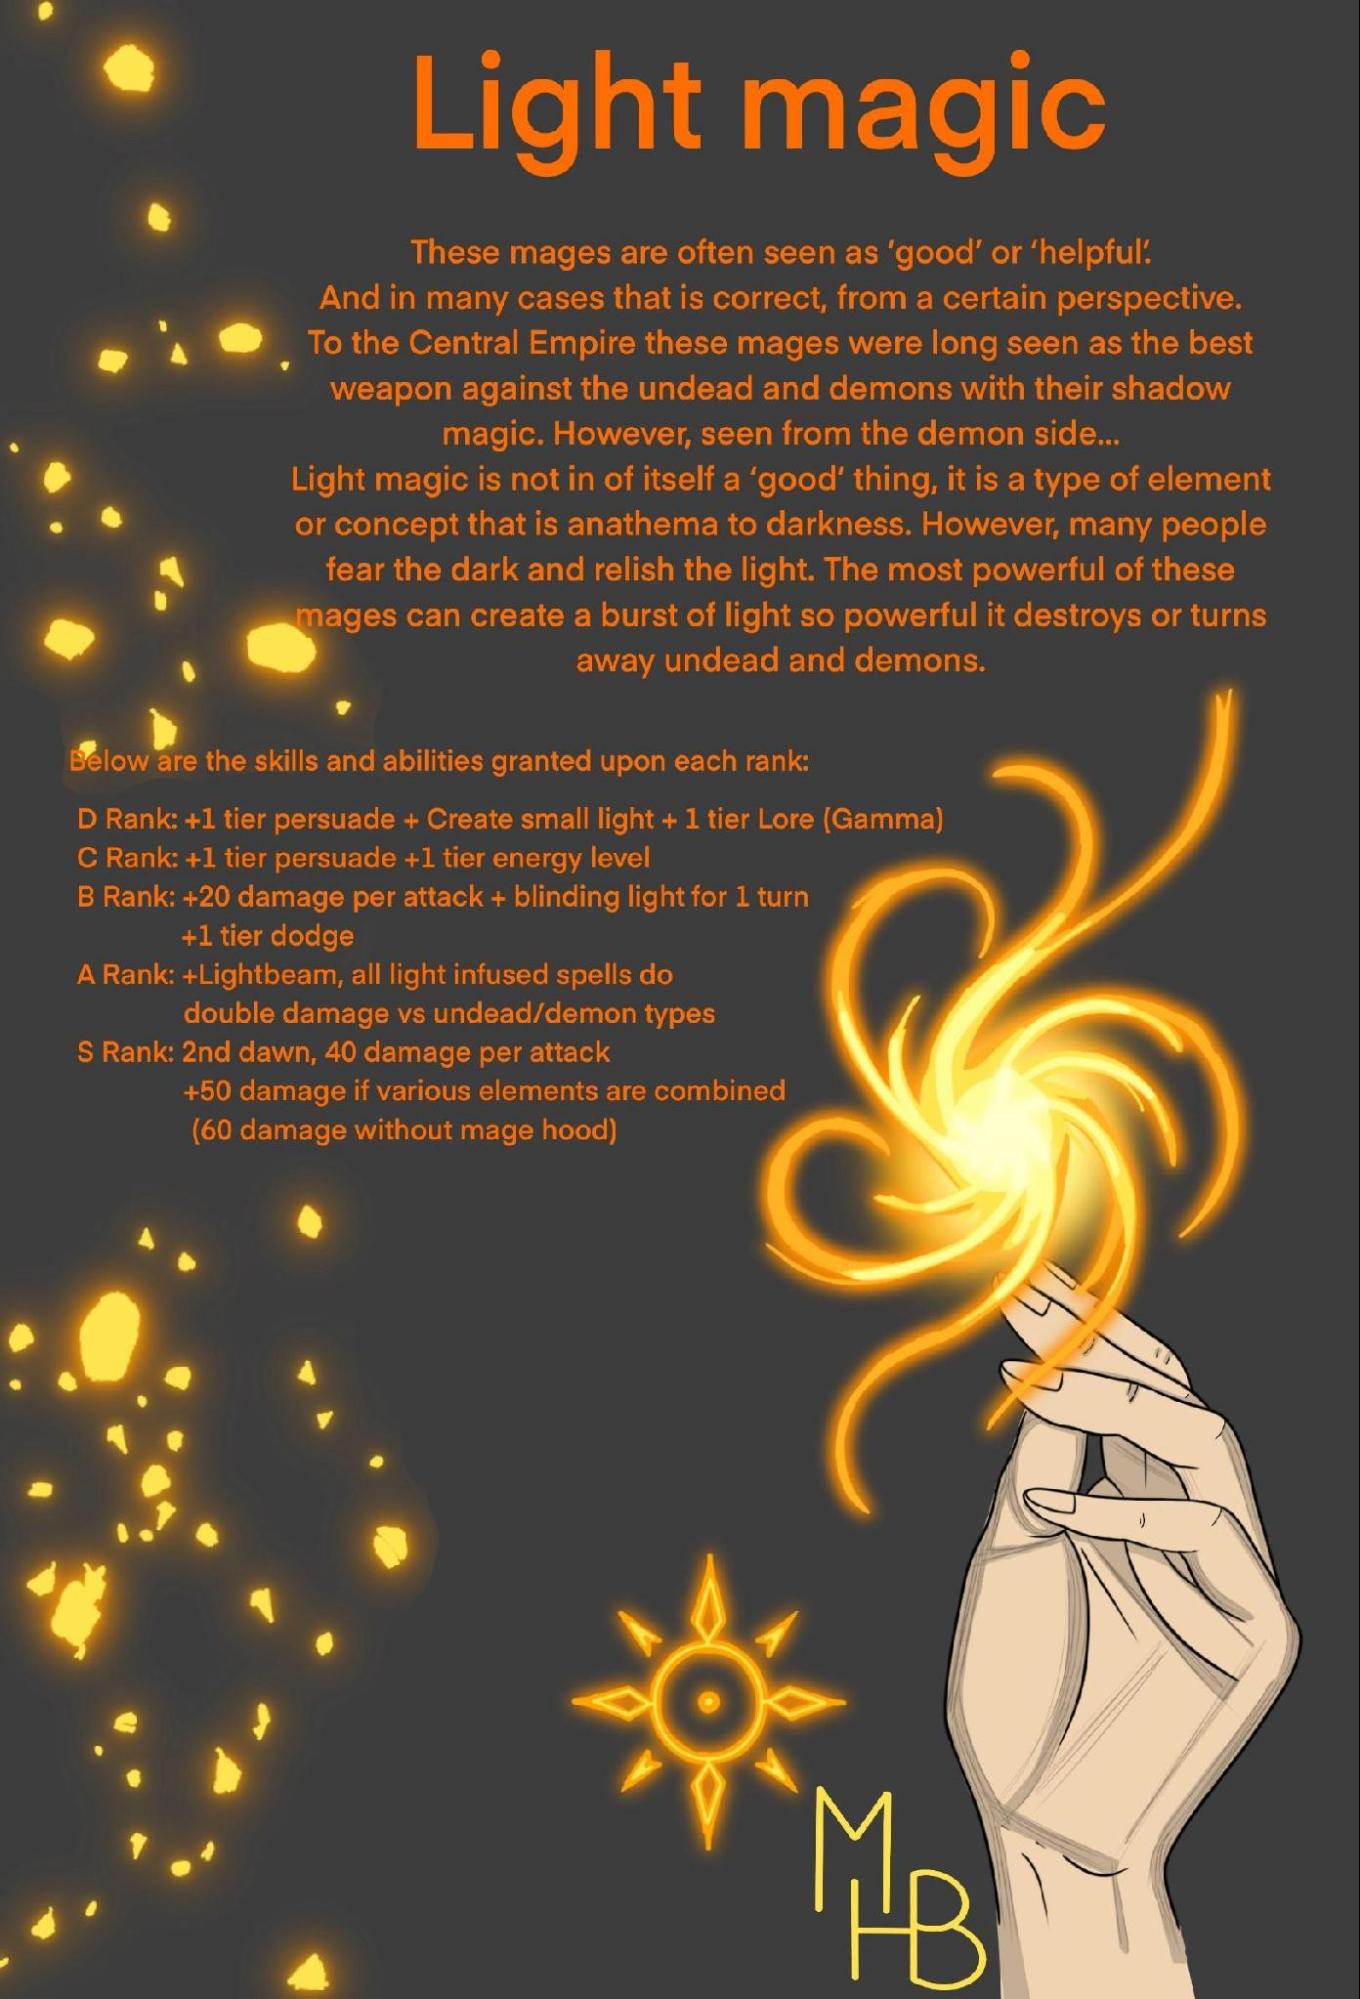 Light magic
These mages are often seen as ‘good’ or ‘helpful’.
And in many cases that is correct, from a certain perspective.
To the Central Empire these mages were long seen as the best
weapon against the undead and demons with their shadow
magic. However, seen from the demon side...
Light magic is not in of itself a ‘good’ thing, it is a type of element
or concept that is anathema to darkness. However, many people
fear the dark and relish the light. The most powerful of these
mages can create a burst of light so powerful it destroys or turns
away undead and demons.
Below are the skills and abilities granted upon each rank:
D Rank: +1 tier persuade + Create small light + 1 tier Lore (Gamma)
C Rank: +1 tier persuade +1 tier energy level
B Rank: +20 damage per attack + blinding light for 1 turn
+1 tier dodge
A Rank: +Lightbeam, all light infused spells do
double damage vs undead/demon types
S Rank: 2nd dawn, 40 damage per attack
+50 damage if various elements are combined
(60 damage without mage hood)
MHB